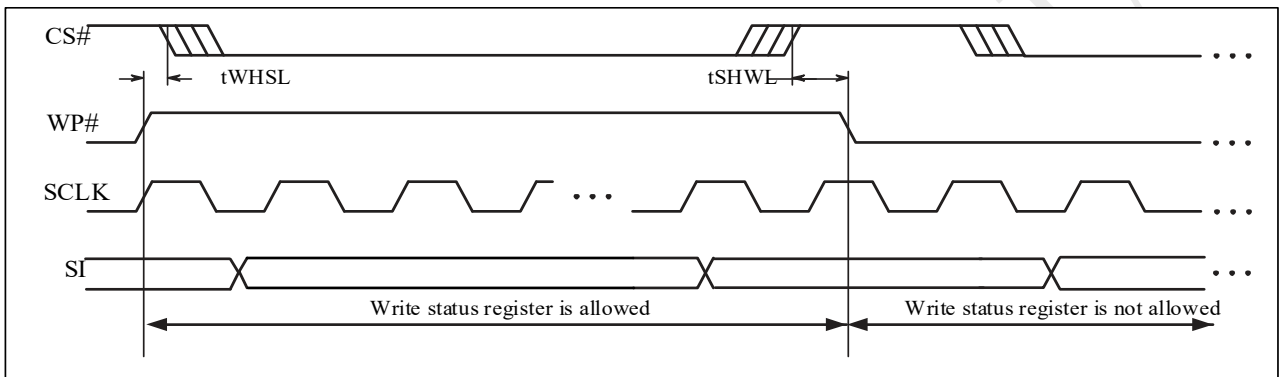 CS#
tWHSL
tSHWL
WP#
SCLK
SI
Write status register is allowed
Write status register is not allowed